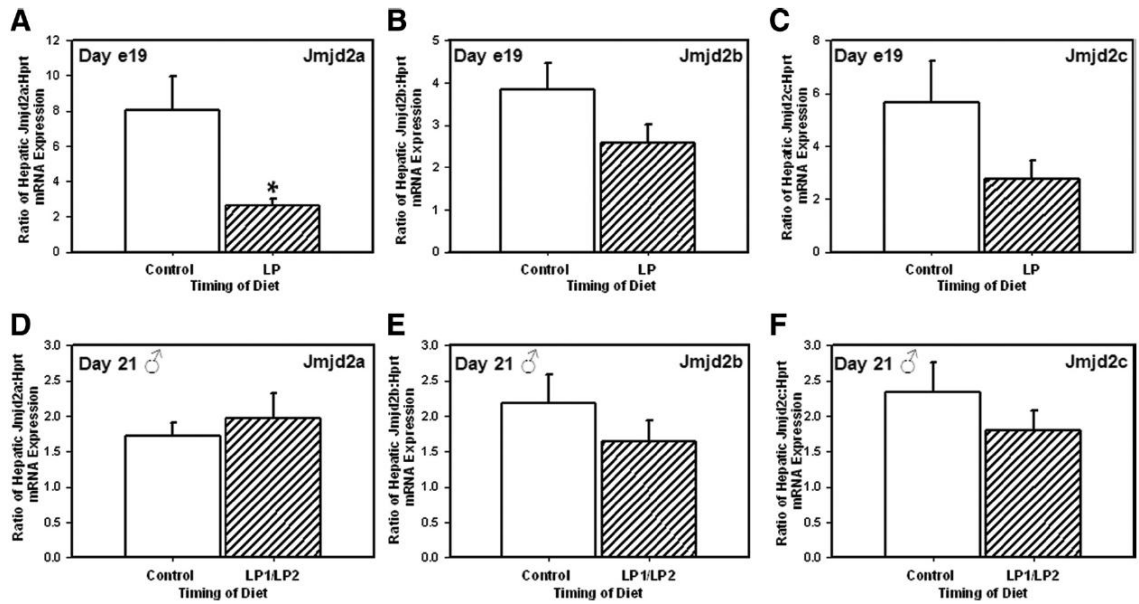 A
Day e19 Jmjd2a
Ratio of Hepatic Jmjd2a:Hprt
mRNA Expression
12
10
8
6
4
2
0
*
Control LP
Timing of Diet
B
Day e19 Jmjd2b
Ratio of Hepatic Jmjd2b:Hprt
mRNA Expression
5
4
3
2
1
0
Control LP
Timing of Diet
C
Day e19 Jmjd2c
Ratio of Hepatic Jmjd2c:Hprt
mRNA Expression
8
6
4
2
0
Control LP
Timing of Diet
D
Day 21 ♂ Jmjd2a
Ratio of Hepatic Jmjd2a:Hprt
mRNA Expression
3.0
2.5
2.0
1.5
1.0
0.5
0.0
Control LP1/LP2
Timing of Diet
E
Day 21 ♂ Jmjd2b
Ratio of Hepatic Jmjd2b:Hprt
mRNA Expression
3.0
2.5
2.0
1.5
1.0
0.5
0.0
Control LP1/LP2
Timing of Diet
F
Day 21 ♂ Jmjd2c
Ratio of Hepatic Jmjd2c:Hprt
mRNA Expression
3.0
2.5
2.0
1.5
1.0
0.5
0.0
Control LP1/LP2
Timing of Diet